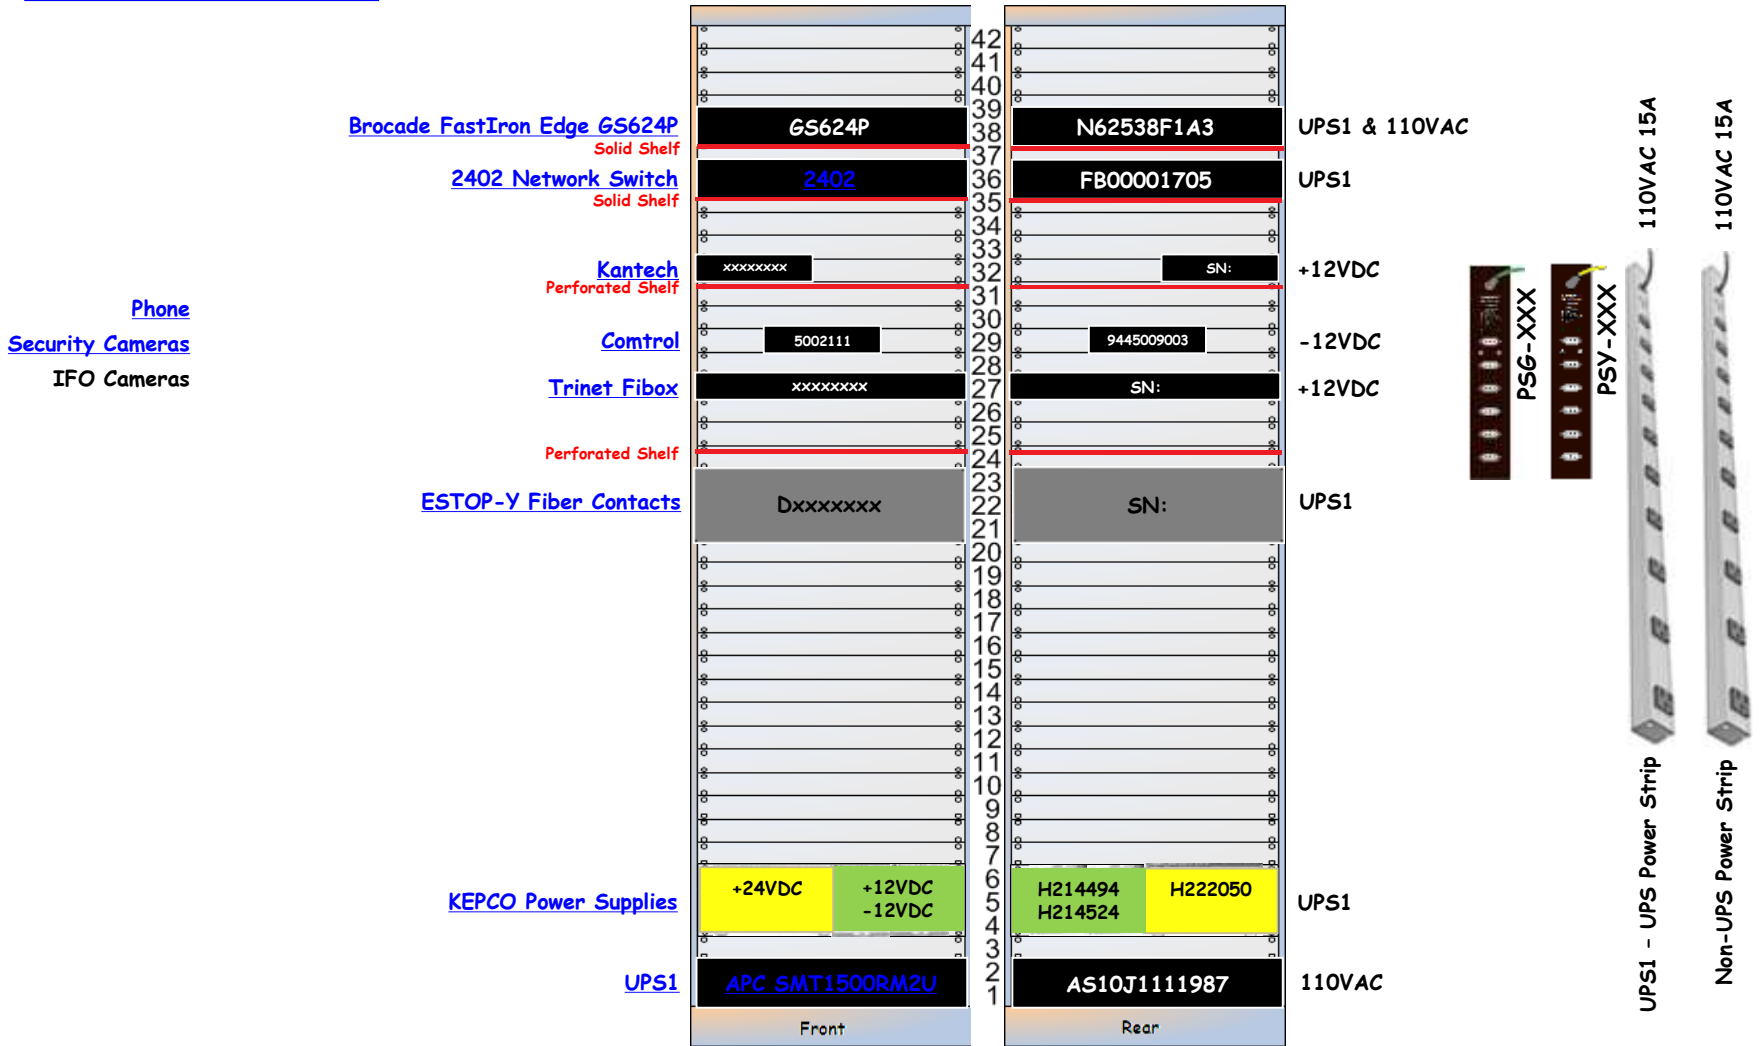 42
41
40
39
38
37
36
35
34
33
32
31
30
29
28
27
26
25
24
23
22
21
20
19
18
17
16
15
14
13
12
11
10
9
8
7
6
5
4
3
2
1
Brocade FastIron Edge GS624P
GS624P
N62538F1A3
UPS1 & 110VAC
Solid Shelf
2402 Network Switch
2402
FB00001705
UPS1
Solid Shelf
Kantech
xxxxxxxx
SN:
+12VDC
Perforated Shelf
Phone
Security Cameras
IFO Cameras
Comtrol
5002111
9445009003
-12VDC
Trinet Fibox
xxxxxxxx
SN:
+12VDC
Perforated Shelf
ESTOP-Y Fiber Contacts
Dxxxxxxx
SN:
UPS1
KEPCO Power Supplies
+24VDC
+12VDC
-12VDC
H214494
H214524
H222050
UPS1
UPS1
APC SMT1500RM2U
AS10J1111987
110VAC
Front
Rear
PSG-XXX
PSY-XXX
110VAC 15A
110VAC 15A
UPS1 - UPS Power Strip
Non-UPS Power Strip